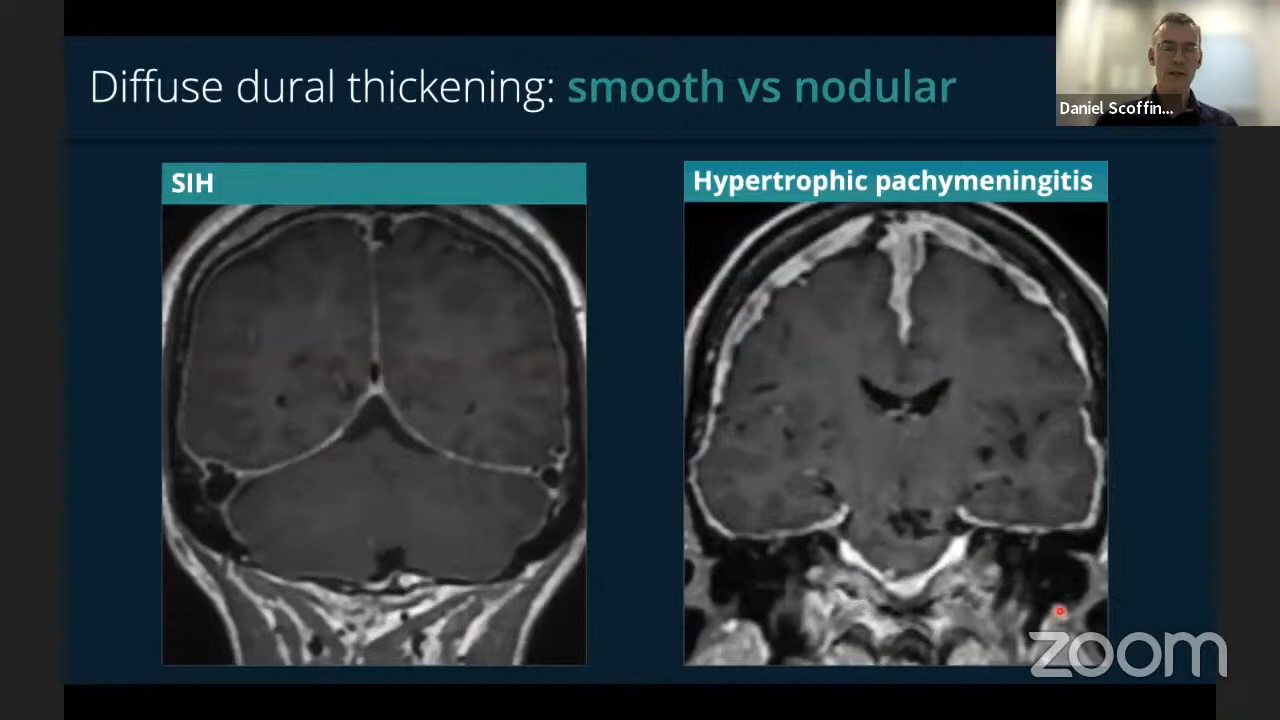 Diffuse dural thickening: smooth vs nodular
Daniel Scoffin...
SIH
Hypertrophic pachymeningitis
zoom